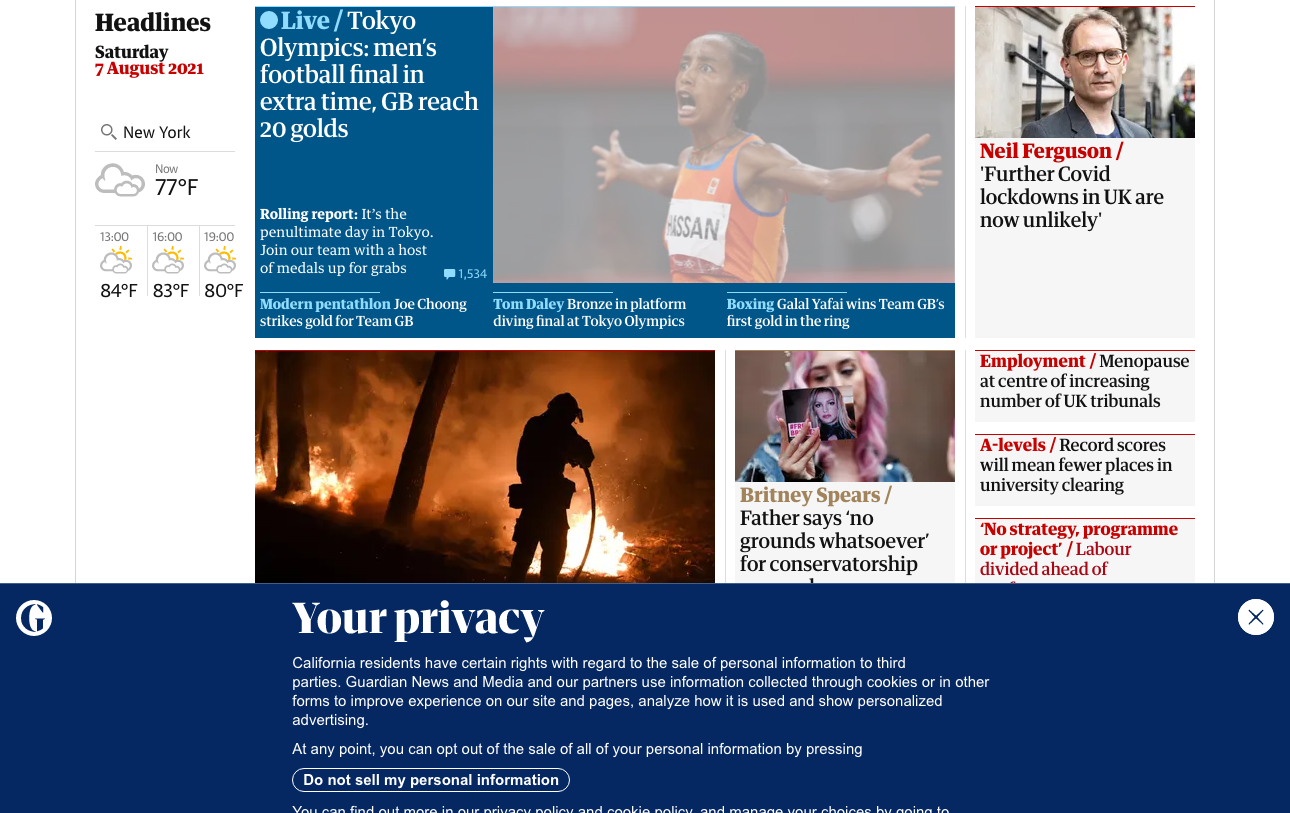 Headlines
Saturday
7 August 2021
New York
Now
77°F
13:00
16:00
19:00
84°F
83°F
80°F
Live / Tokyo
Olympics: men’s
football final in
extra time, GB reach
20 golds
Rolling report: It’s the
penultimate day in Tokyo.
Join our team with a host
of medals up for grabs
1,534
HASSAN
Modern pentathlon Joe Choong
strikes gold for Team GB
Tom Daley Bronze in platform
diving final at Tokyo Olympics
Boxing Galal Yafai wins Team GB’s
first gold in the ring
Neil Ferguson /
'Further Covid
lockdowns in UK are
now unlikely'
Britney Spears /
Father says ‘no
grounds whatsoever’
for conservatorship
Employment / Menopause
at centre of increasing
number of UK tribunals
A-levels / Record scores
will mean fewer places in
university clearing
‘No strategy, programme
or project’ / Labour
divided ahead of
Your privacy
California residents have certain rights with regard to the sale of personal information to third
parties. Guardian News and Media and our partners use information collected through cookies or in other
forms to improve experience on our site and pages, analyze how it is used and show personalized
advertising.
At any point, you can opt out of the sale of all of your personal information by pressing
Do not sell my personal information
You can find out more in our privacy policy and cookie policy, and manage your choices by going to